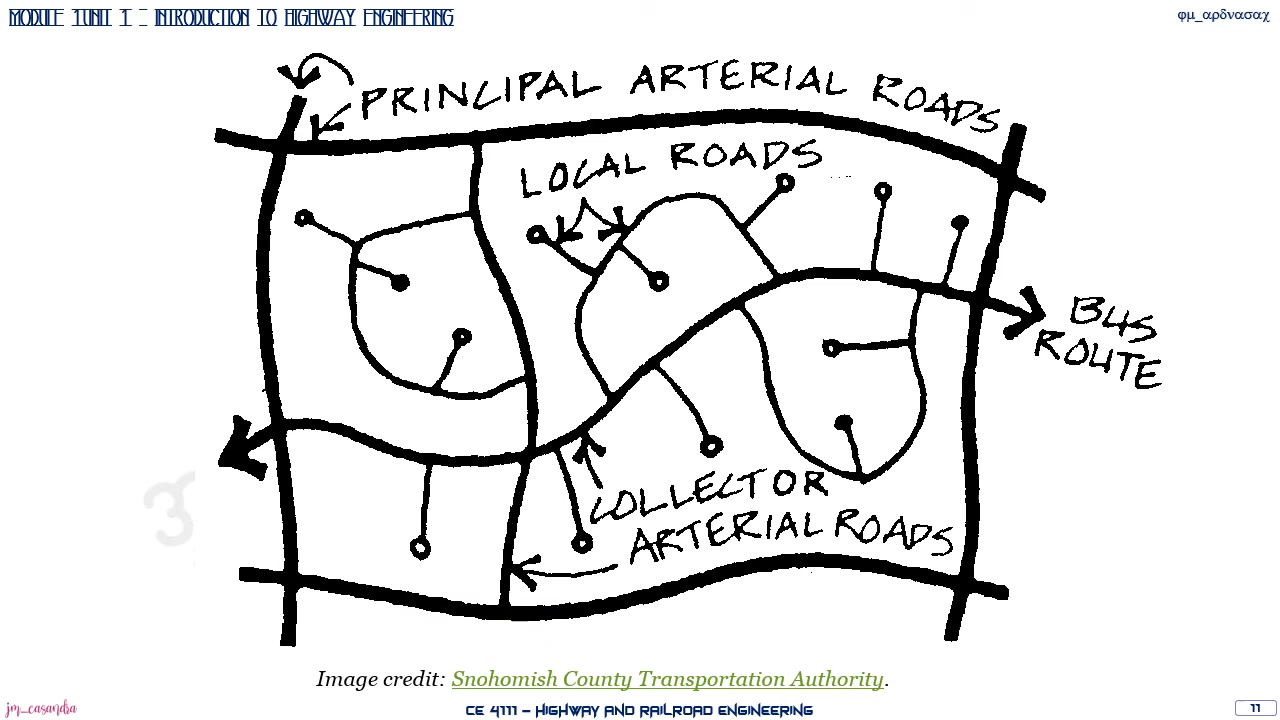 MODULE 1UNIT 1 – INTRODUCTION TO HIGHWAY ENGINEERING
φμ_αρδνασαχ
PRINCIPAL ARTERIAL ROADS
LOCAL ROADS
BUS
ROUTE
COLLECTOR
ARTERIAL ROADS
Image credit: Snohomish County Transportation Authority.
jm_casandra
CE 4111 – HIGHWAY AND RAILROAD ENGINEERING
11